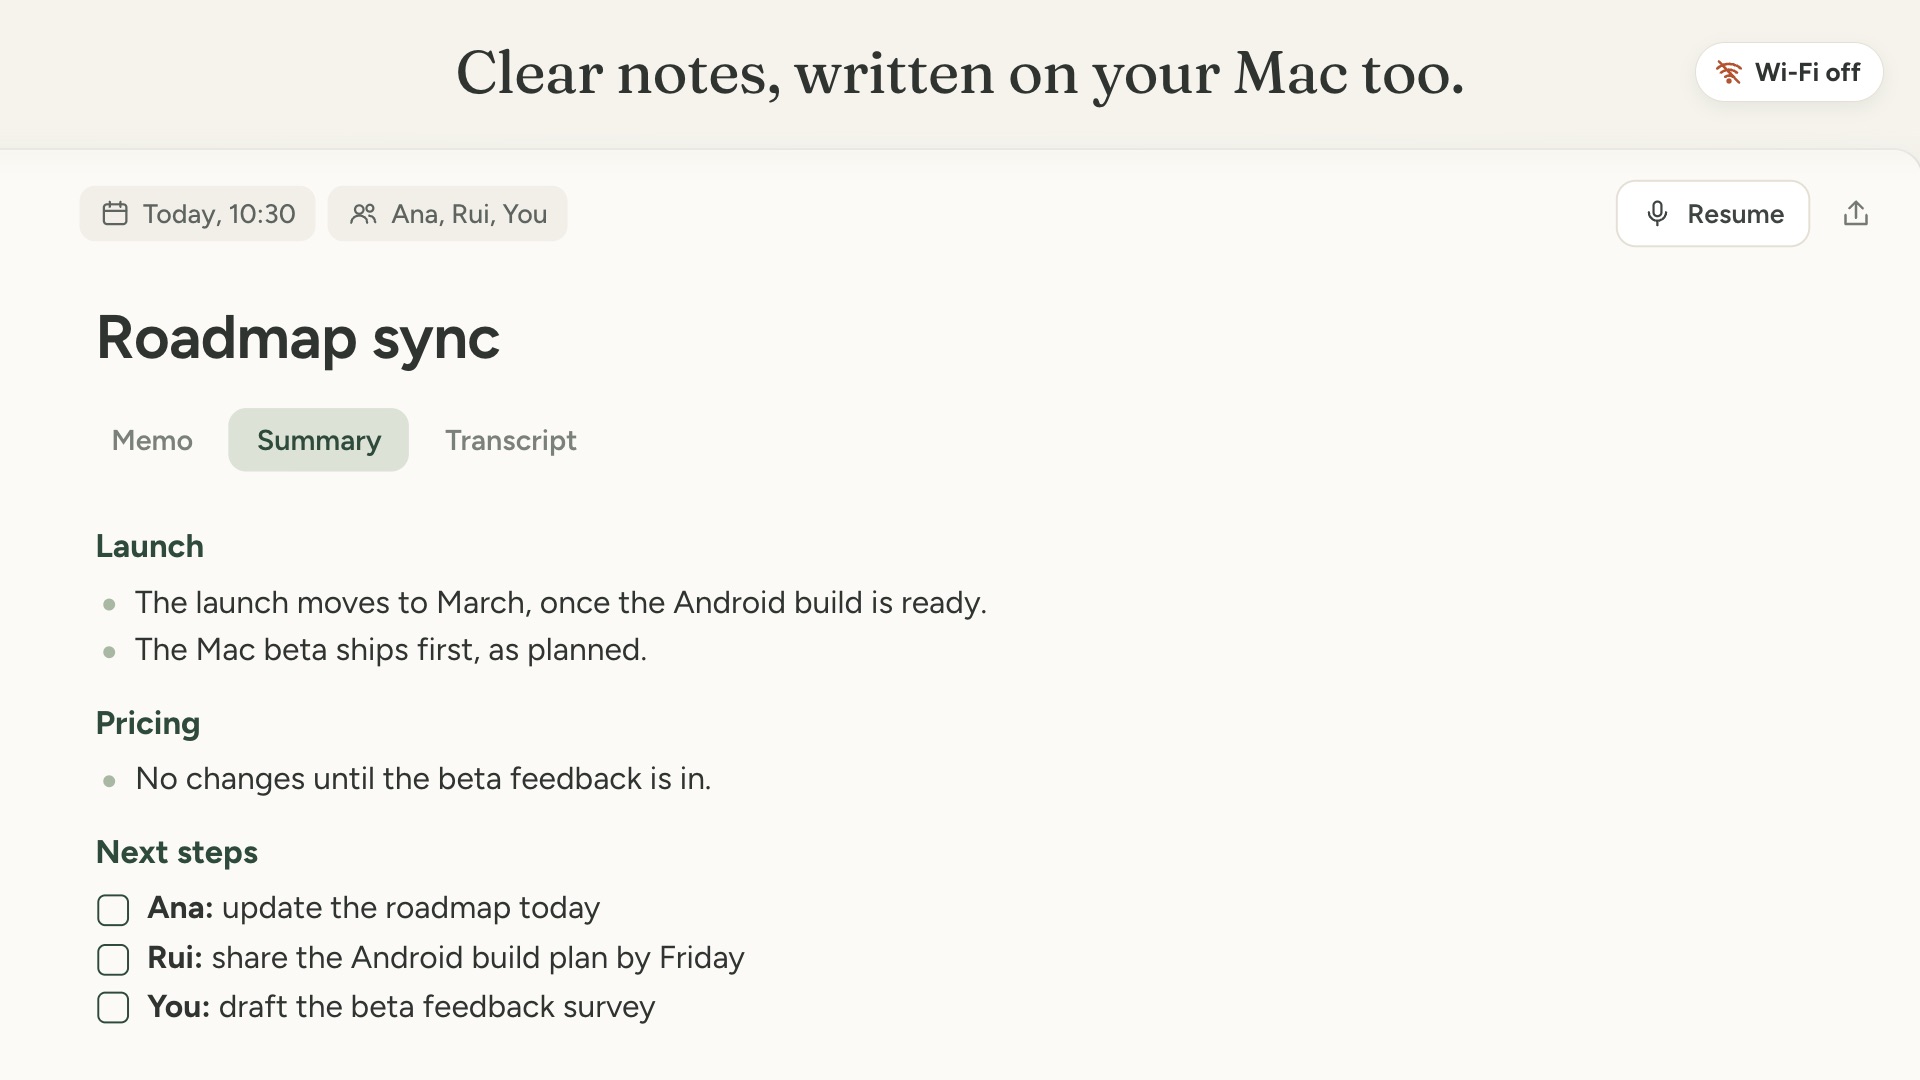 Clear notes, written on your Mac too.
Wi-Fi off
Today, 10:30
Ana, Rui, You
Resume
Roadmap sync
Memo
Summary
Transcript
Launch
The launch moves to March, once the Android build is ready.
The Mac beta ships first, as planned.
Pricing
No changes until the beta feedback is in.
Next steps
Ana: update the roadmap today
Rui: share the Android build plan by Friday
You: draft the beta feedback survey